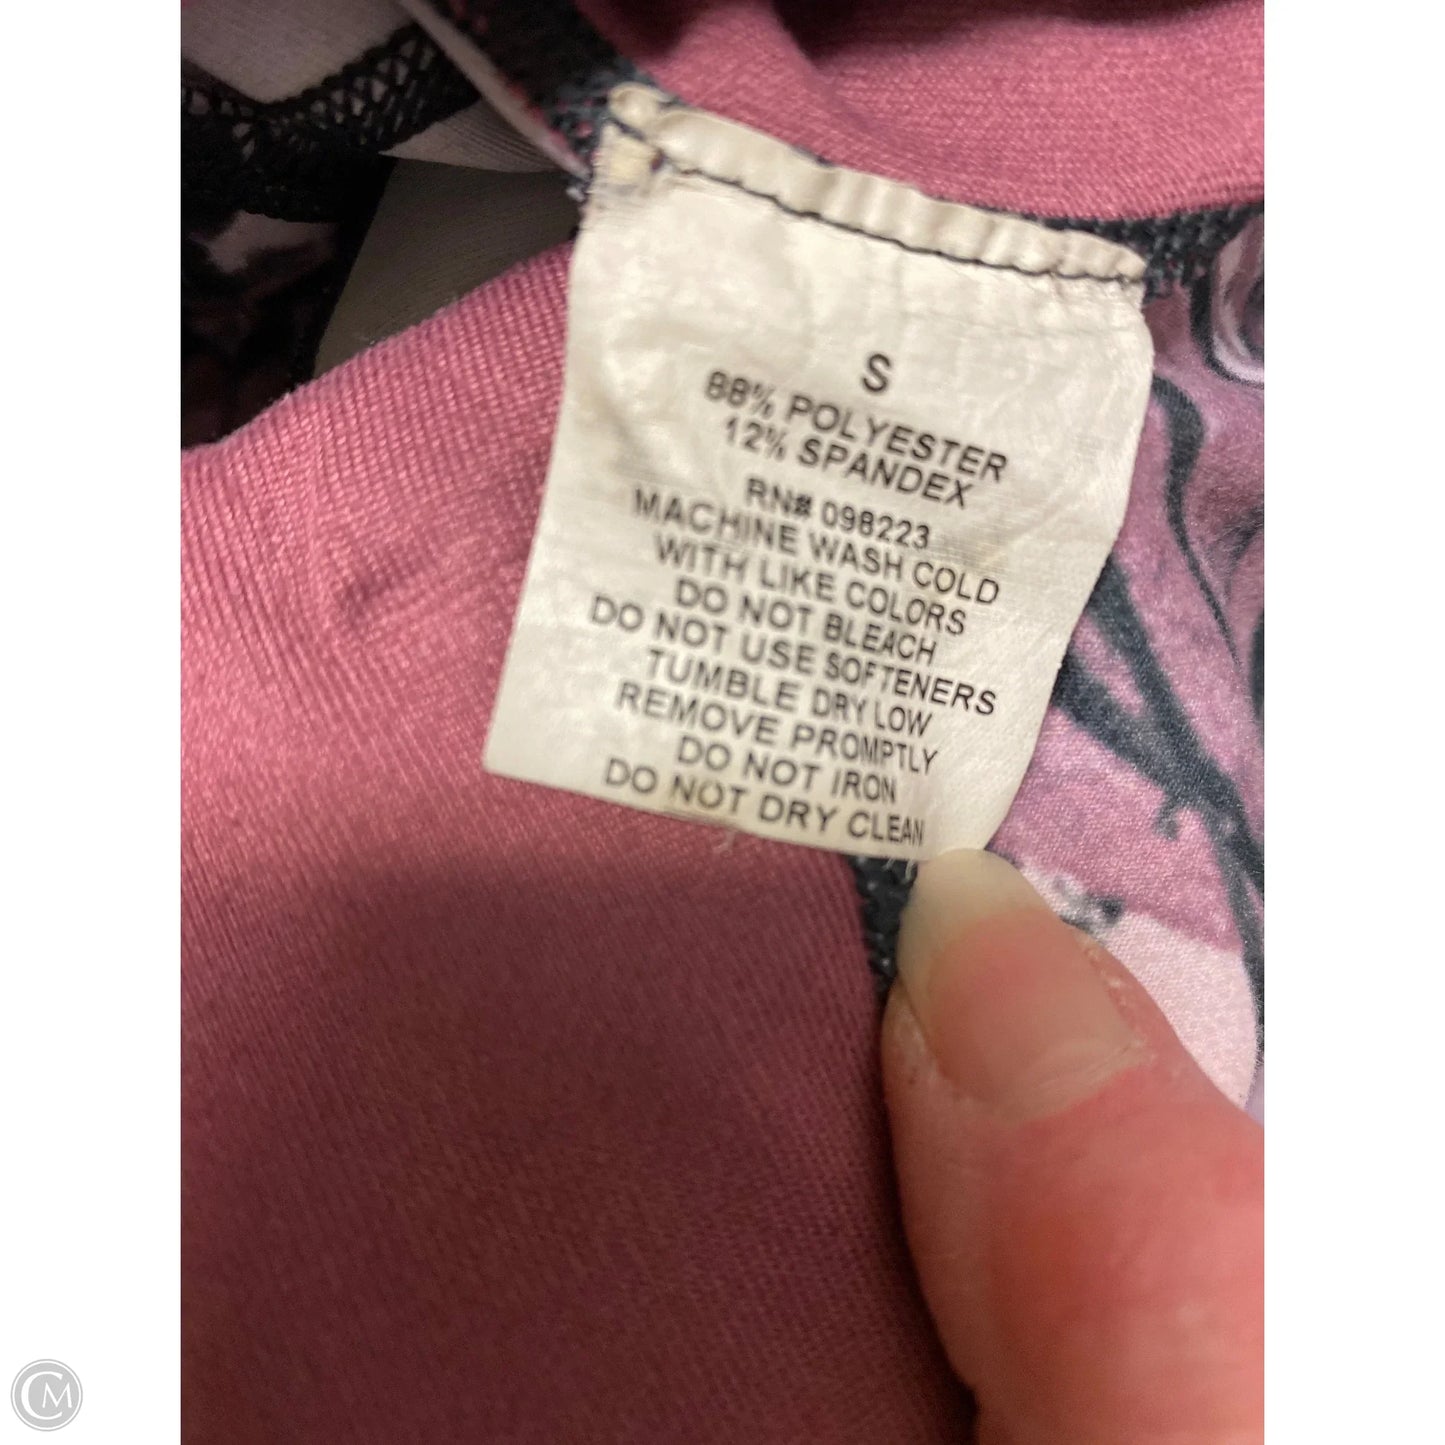 S
88% POLYESTER
12% SPANDEX
RN# 098223
MACHINE WASH COLD
WITH LIKE COLORS
DO NOT BLEACH
DO NOT USE SOFTENERS
TUMBLE DRY LOW
REMOVE PROMPTLY
DO NOT IRON
DO NOT DRY CLEAN
CM